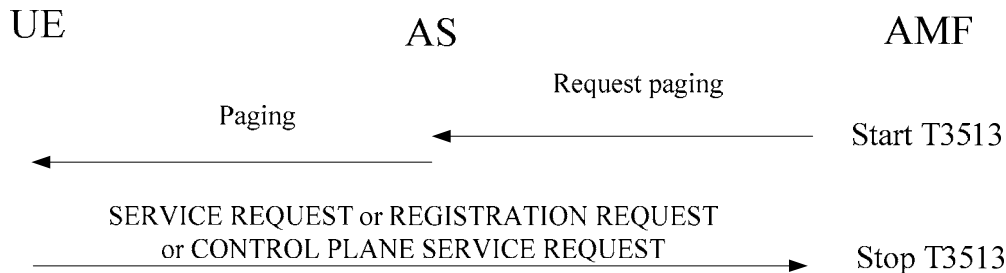 UE
AS
AMF
Request paging
Paging
Start T3513
SERVICE REQUEST or REGISTRATION REQUEST
or CONTROL PLANE SERVICE REQUEST
Stop T3513